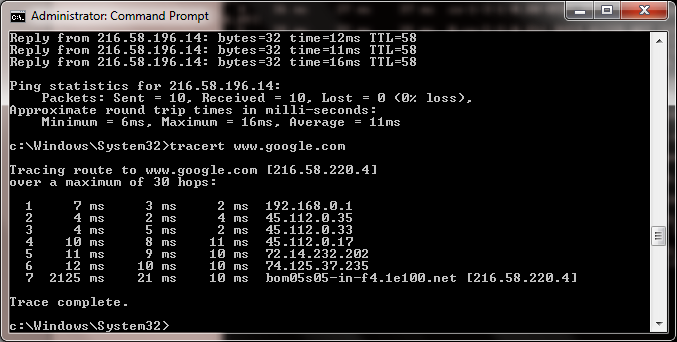 Administrator: Command Prompt
Reply from 216.58.196.14: bytes=32 time=12ms TTL=58
Reply from 216.58.196.14: bytes=32 time=11ms TTL=58
Reply from 216.58.196.14: bytes=32 time=16ms TTL=58
Ping statistics for 216.58.196.14:
Packets: Sent = 10, Received = 10, Lost = 0 (0% loss),
Approximate round trip times in milli-seconds:
Minimum = 6ms, Maximum = 16ms, Average = 11ms
c:\Windows\System32>tracert www.google.com
Tracing route to www.google.com [216.58.220.4]
over a maximum of 30 hops:
1 7 ms 3 ms 2 ms 192.168.0.1
2 4 ms 2 ms 4 ms 45.112.0.35
3 4 ms 5 ms 2 ms 45.112.0.33
4 10 ms 8 ms 11 ms 45.112.0.17
5 11 ms 9 ms 10 ms 72.14.232.202
6 12 ms 10 ms 10 ms 74.125.37.235
7 2125 ms 21 ms 10 ms bom05s05-in-f4.1e100.net [216.58.220.4]
Trace complete.
c:\Windows\System32>